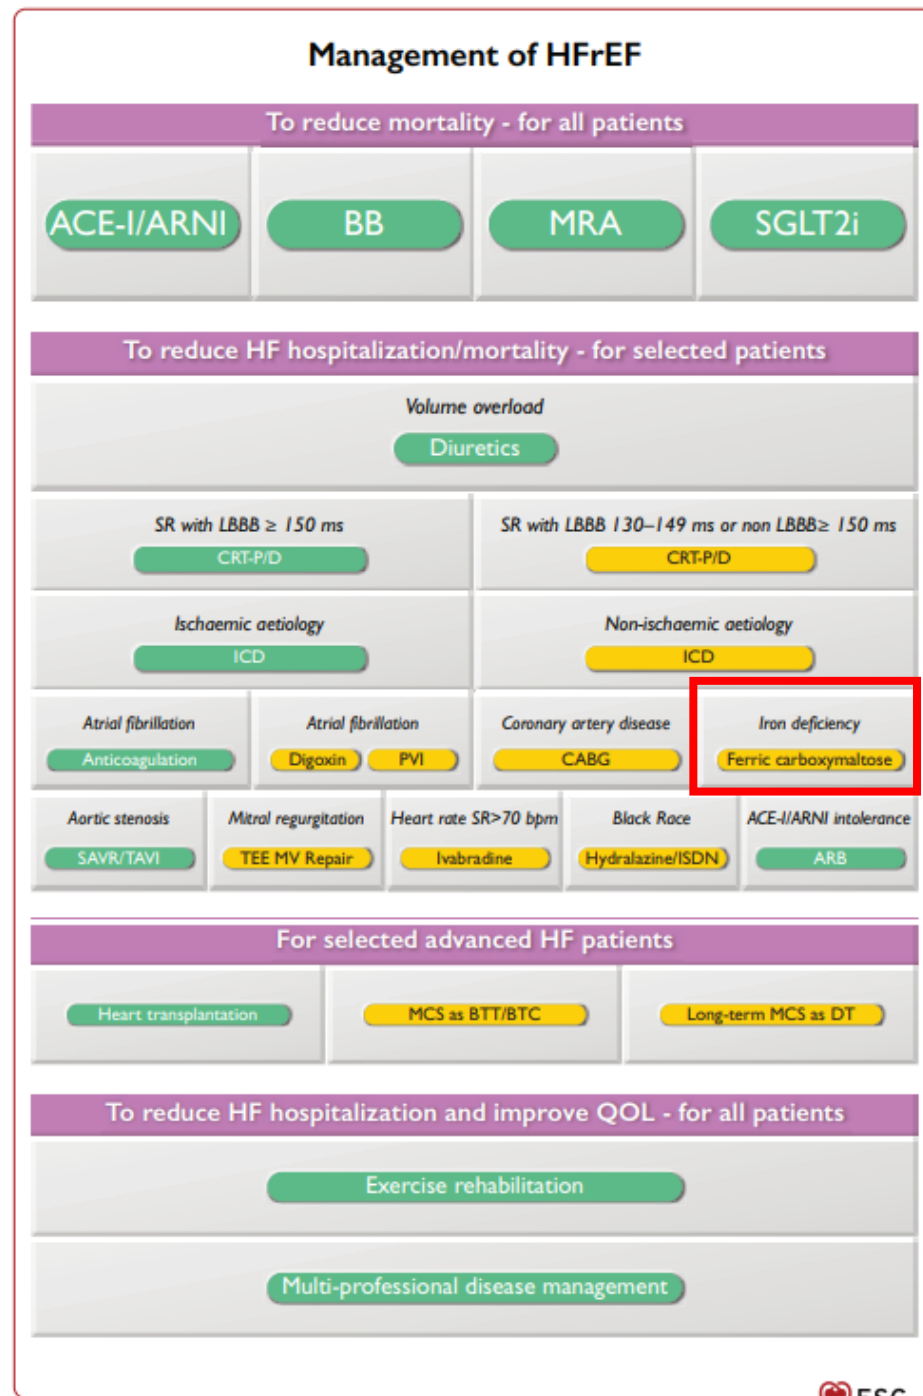 Management of HFrEF
To reduce mortality - for all patients
ACE-I/ARNI
BB
MRA
SGLT2i
To reduce HF hospitalization/mortality - for selected patients
Volume overload
Diuretics
SR with LBBB ≥ 150 ms
CRT-P/D
SR with LBBB 130–149 ms or non LBBB≥ 150 ms
CRT-P/D
Ischaemic aetiology
ICD
Non-ischaemic aetiology
ICD
Atrial fibrillation
Anticoagulation
Atrial fibrillation
Digoxin
PVI
Coronary artery disease
CABG
Iron deficiency
Ferric carboxymaltose
Aortic stenosis
SAVR/TAVI
Mitral regurgitation
TEE MV Repair
Heart rate SR>70 bpm
Ivabradine
Black Race
Hydralazine/ISDN
ACE-I/ARNI intolerance
ARB
For selected advanced HF patients
Heart transplantation
MCS as BTT/BTC
Long-term MCS as DT
To reduce HF hospitalization and improve QOL - for all patients
Exercise rehabilitation
Multi-professional disease management
ESC